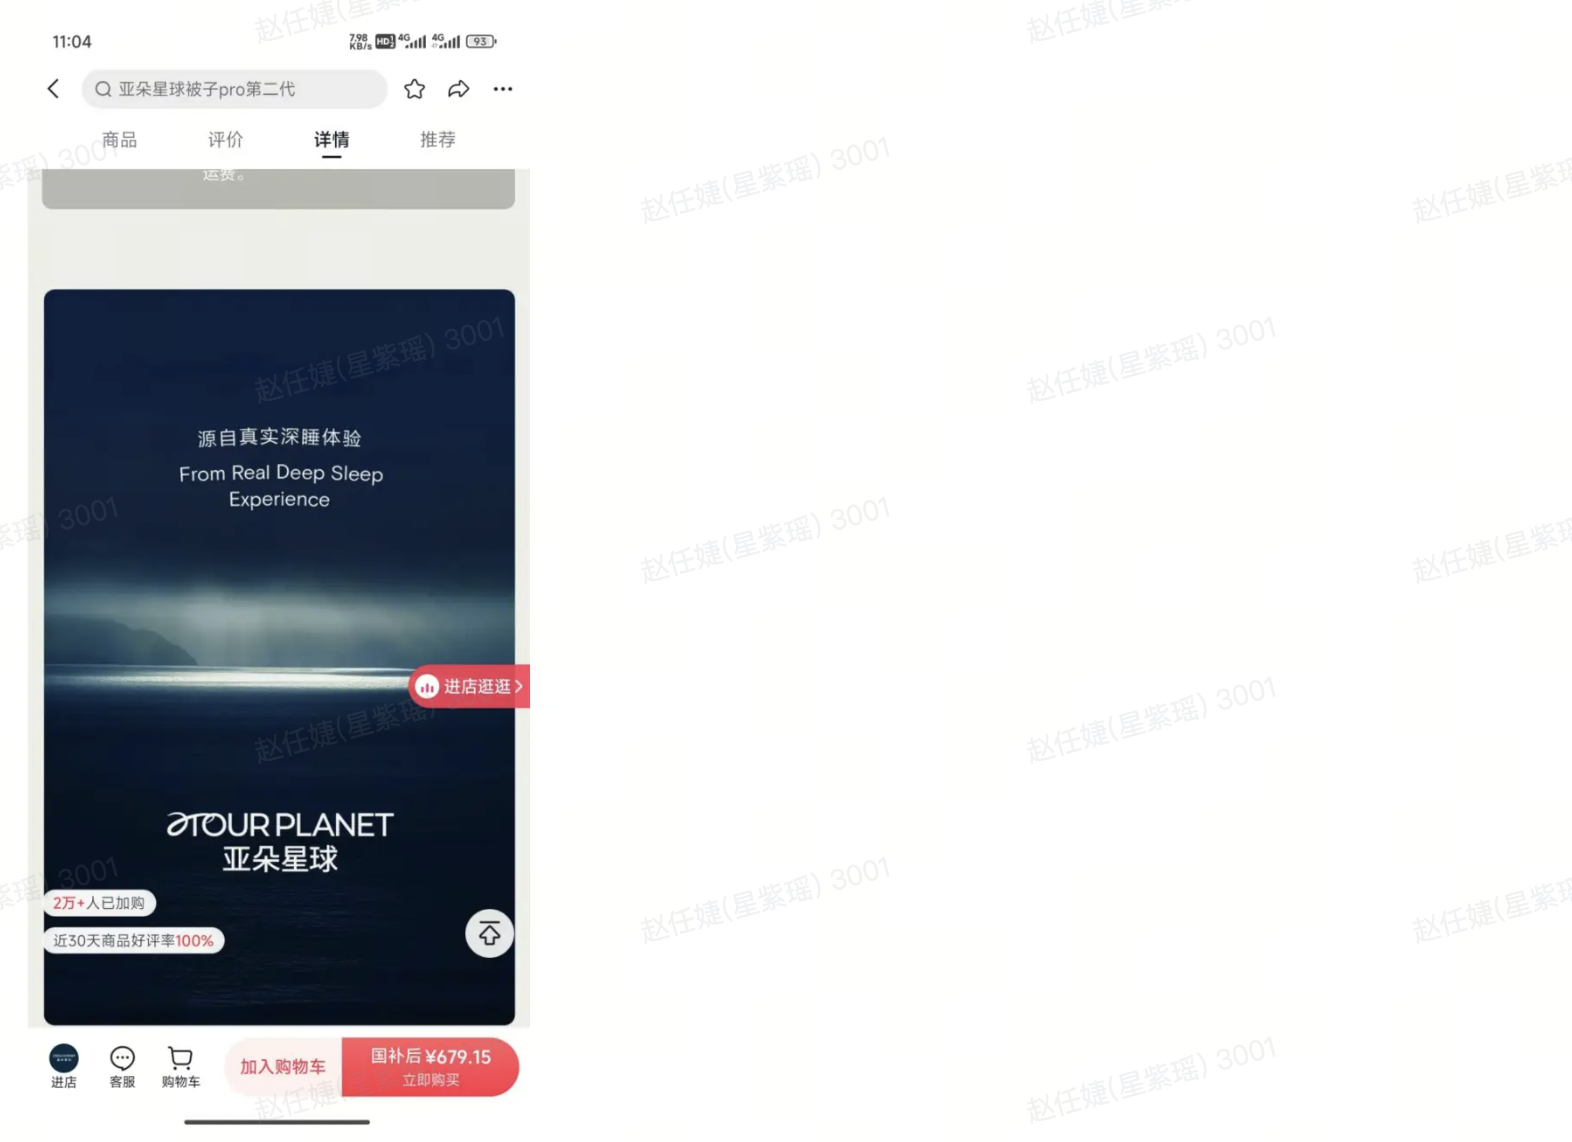 11:04
7.98 KB/s HD 4G 4G 93
亚朵星球被子pro第二代
商品 评价 详情 推荐
运费。
源自真实深睡体验
From Real Deep Sleep
Experience
进店逛逛
ATOUR PLANET
亚朵星球
2万+人已加购
近30天商品好评率100%
进店 客服 购物车
加入购物车
国补后¥679.15
立即购买
赵任婕(星紫瑶) 3001